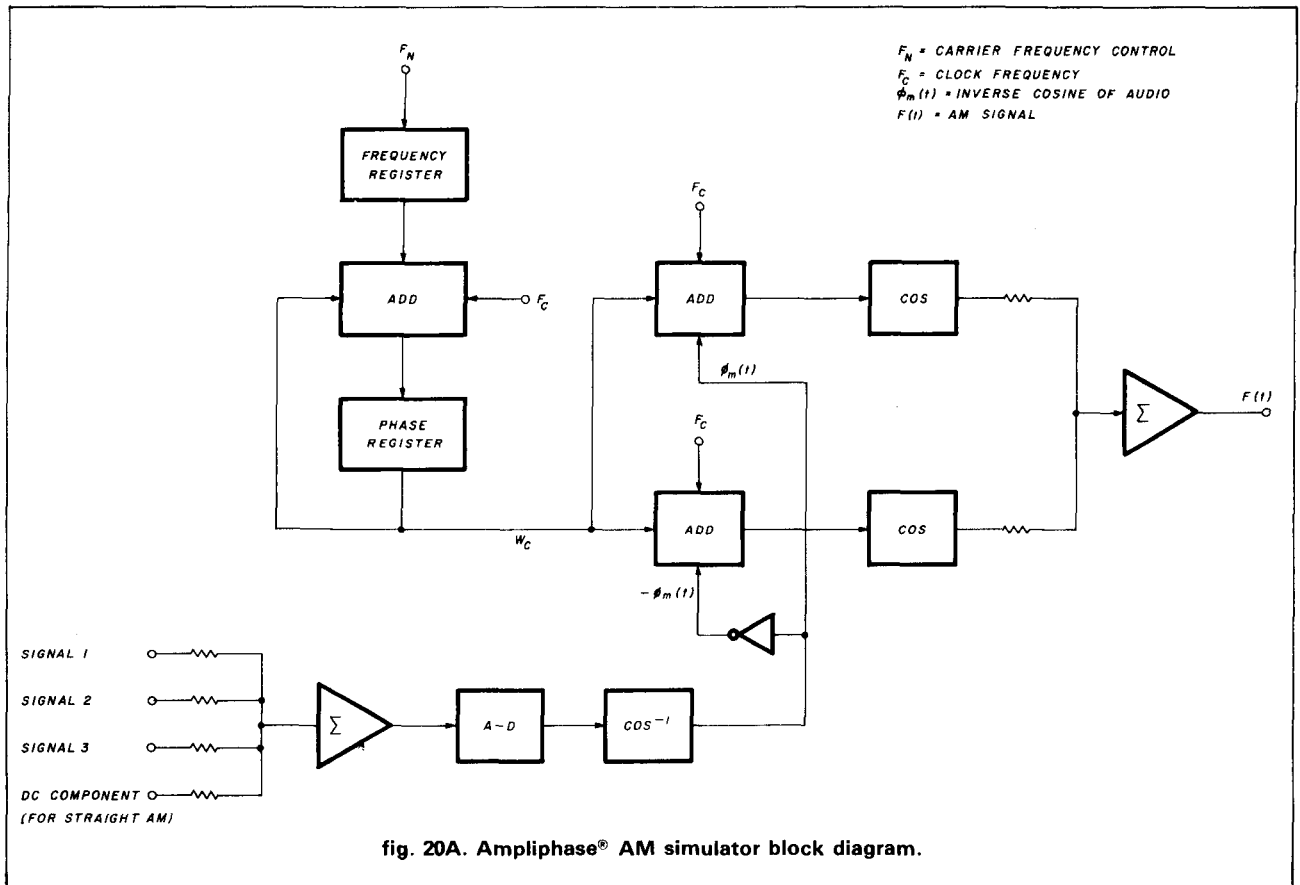 F_N
F_N = CARRIER FREQUENCY CONTROL
F_C = CLOCK FREQUENCY
ϕ_m(t) = INVERSE COSINE OF AUDIO
F(t) = AM SIGNAL
FREQUENCY
REGISTER
F_C
ADD
F_C
ADD
COS
ϕ_m(t)
F(t)
Σ
PHASE
REGISTER
F_C
W_C
ADD
COS
-ϕ_m(t)
SIGNAL 1
SIGNAL 2
SIGNAL 3
DC COMPONENT
(FOR STRAIGHT AM)
Σ
A-D
COS⁻¹
fig. 20A. Ampliphase® AM simulator block diagram.